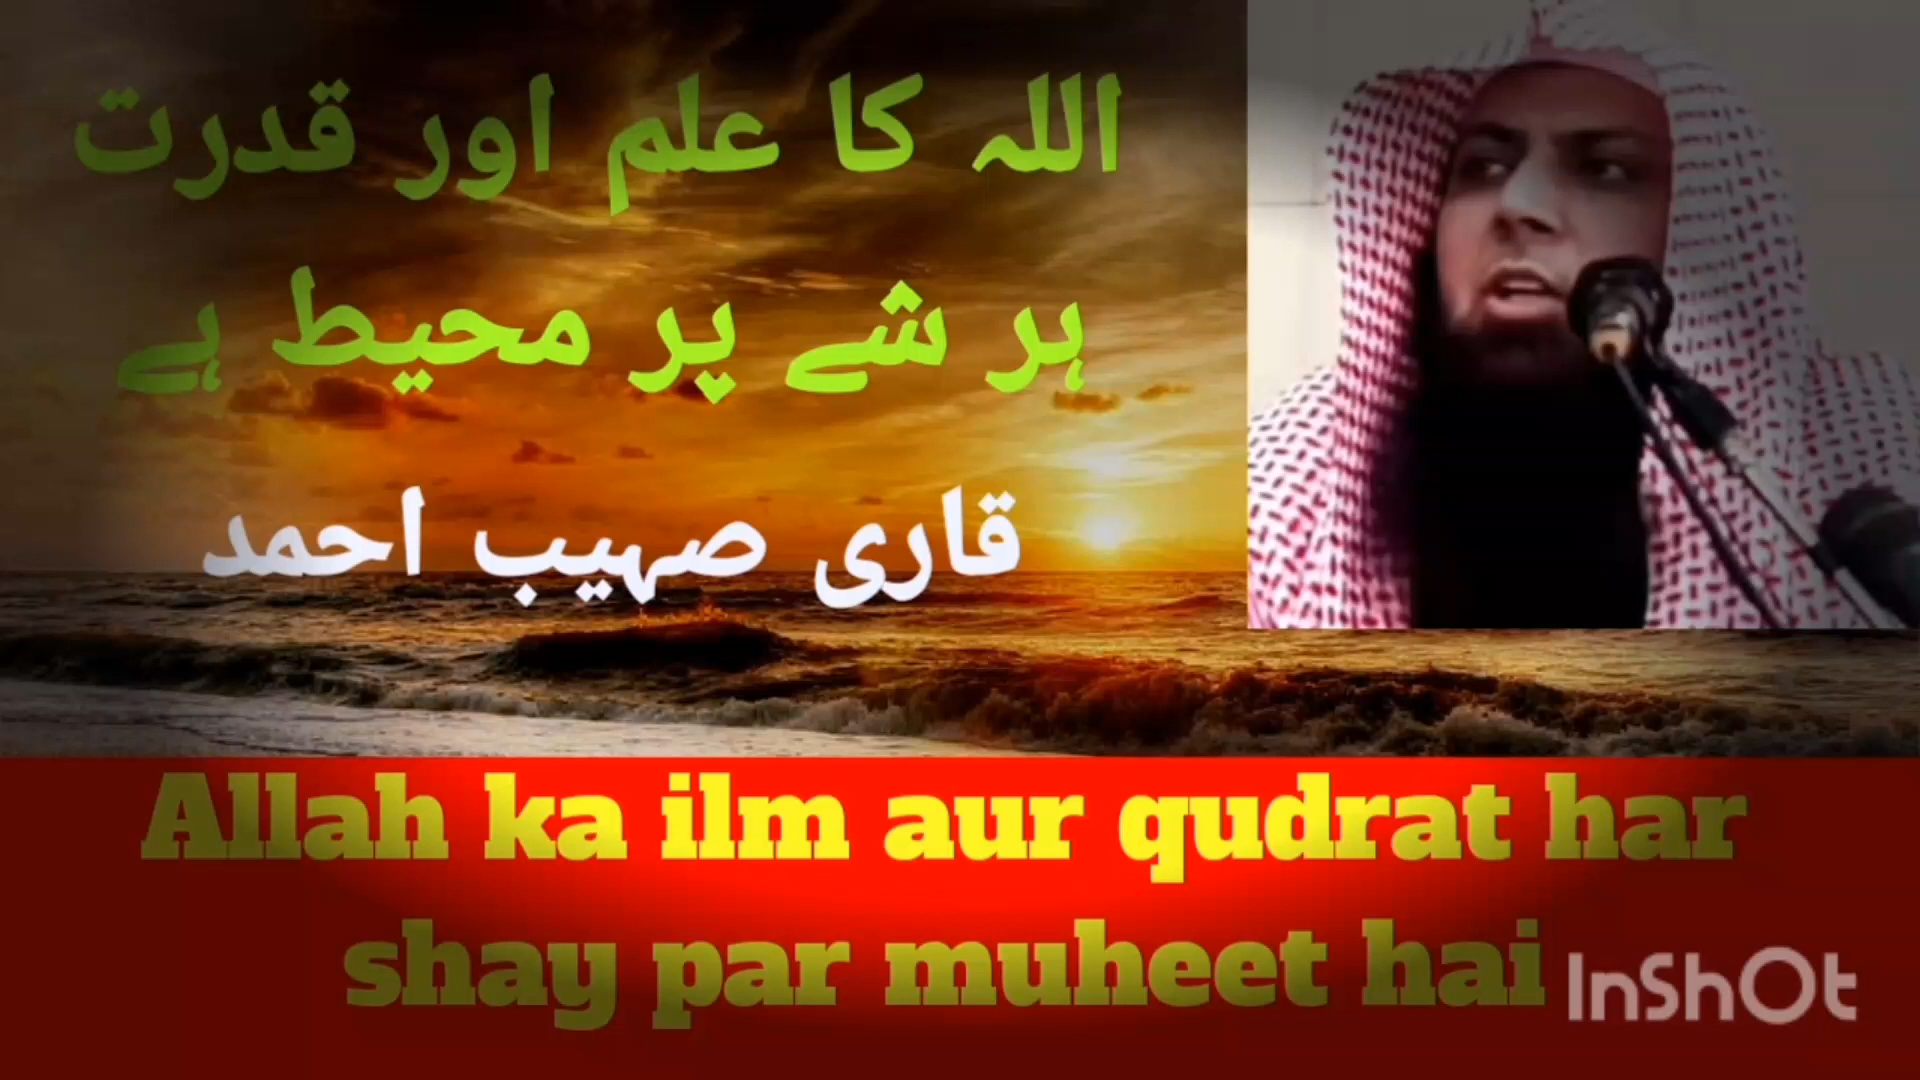 اللہ کا علم اور قدرت
ہر شے پر محیط ہے
قاری صہیب احمد
Allah ka ilm aur qudrat har
shay par muheet hai
InShOt